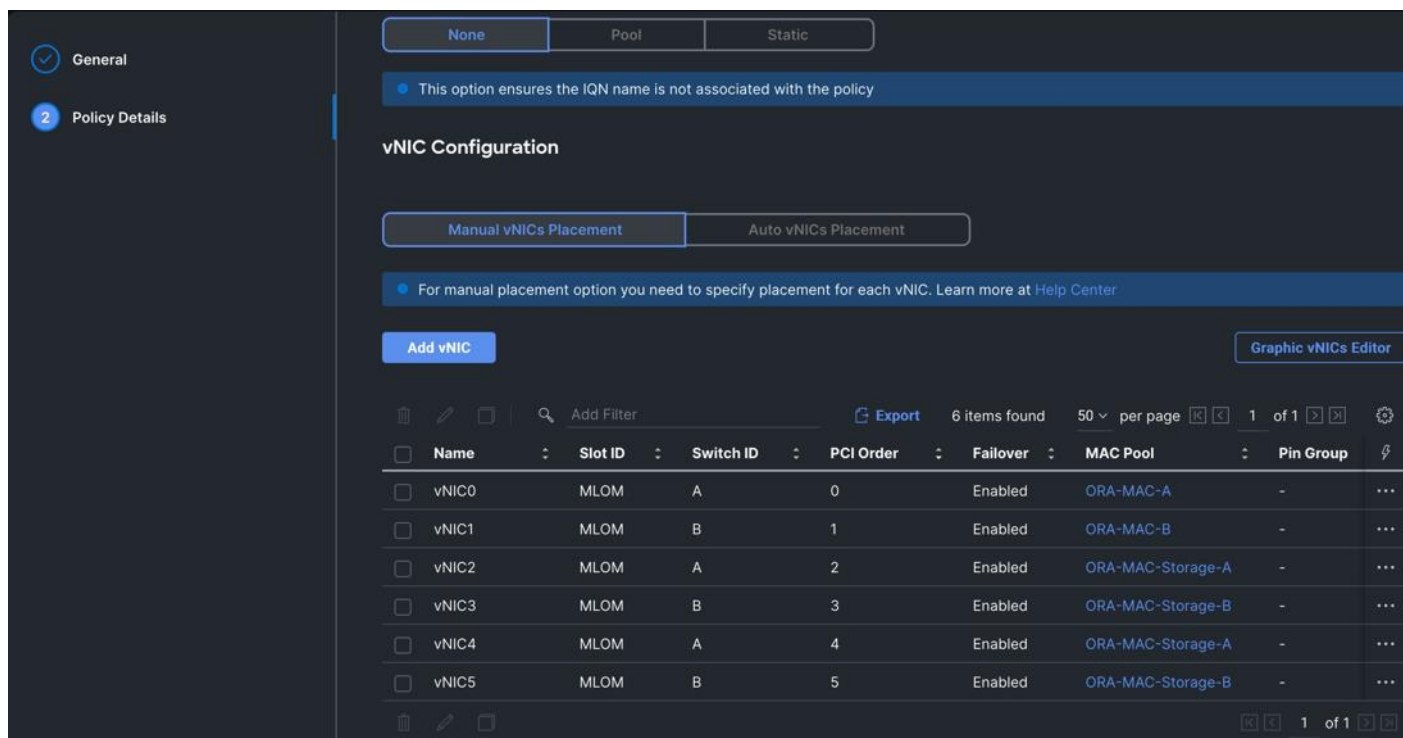 None Pool Static
General
This option ensures the IQN name is not associated with the policy
2 Policy Details
vNIC Configuration
Manual vNICs Placement Auto vNICs Placement
For manual placement option you need to specify placement for each vNIC. Learn more at Help Center
Add vNIC Graphic vNICs Editor
Add Filter Export 6 items found 50 per page 1 of 1
Name Slot ID Switch ID PCI Order Failover MAC Pool Pin Group
vNIC0 MLOM A 0 Enabled ORA-MAC-A - ...
vNIC1 MLOM B 1 Enabled ORA-MAC-B - ...
vNIC2 MLOM A 2 Enabled ORA-MAC-Storage-A - ...
vNIC3 MLOM B 3 Enabled ORA-MAC-Storage-B - ...
vNIC4 MLOM A 4 Enabled ORA-MAC-Storage-A - ...
vNIC5 MLOM B 5 Enabled ORA-MAC-Storage-B - ...
1 of 1